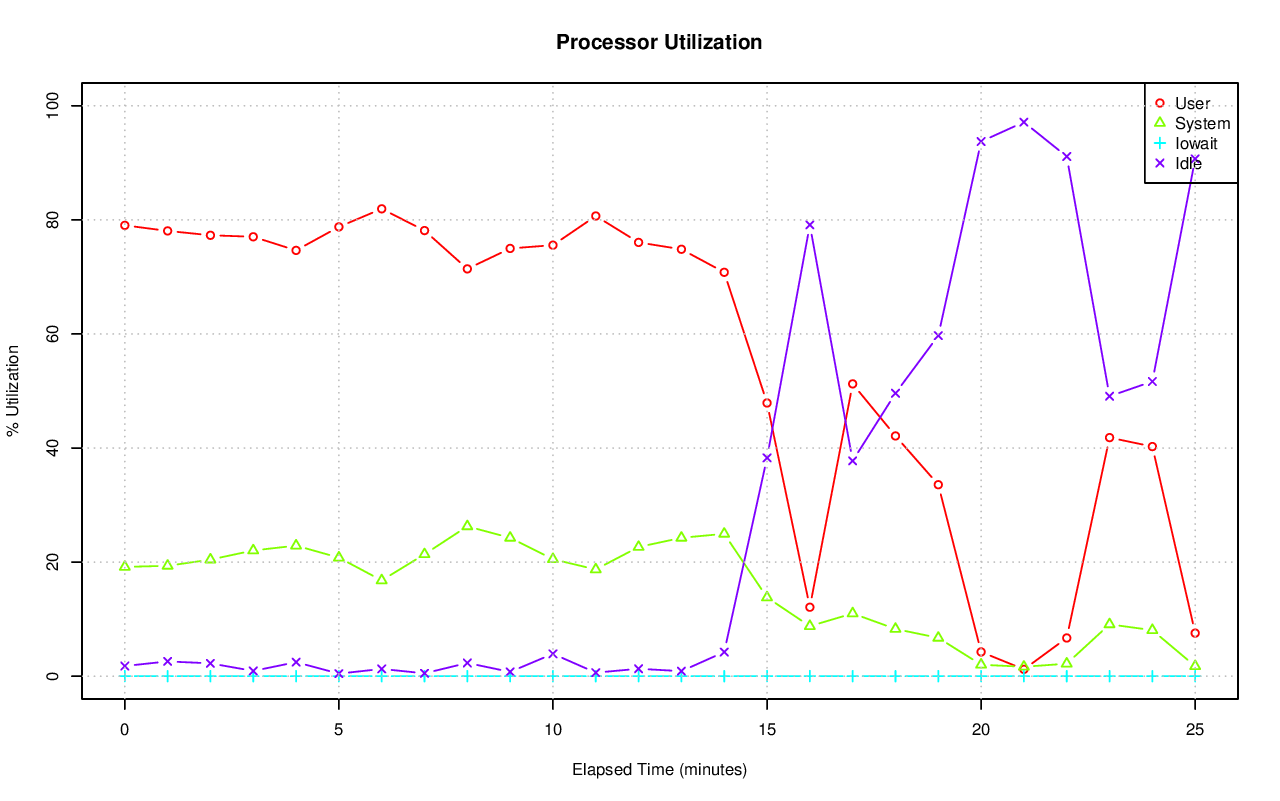 Processor Utilization
% Utilization
100
80
60
40
20
0
User
System
Iowait
Idle
0 5 10 15 20 25
Elapsed Time (minutes)